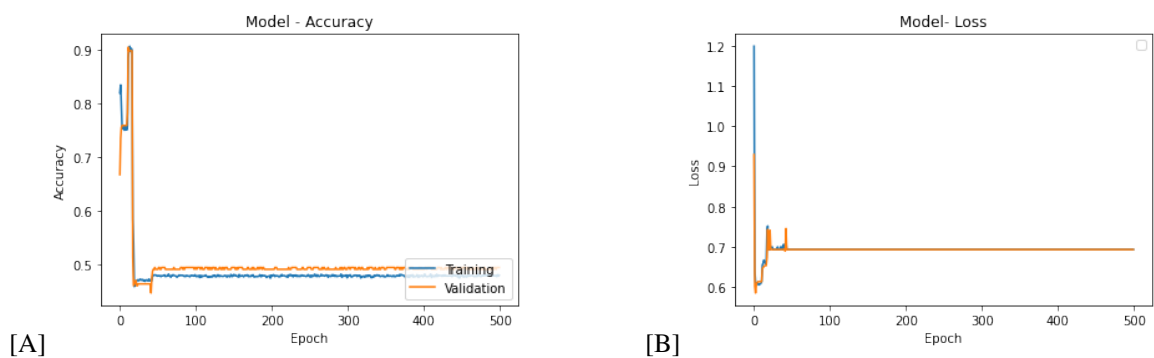 Model - Accuracy
0.9
0.8
0.7
0.6
0.5
Accuracy
0 100 200 300 400 500
Epoch
Training
Validation
[A]
Model- Loss
1.2
1.1
1.0
0.9
0.8
0.7
0.6
Loss
0 100 200 300 400 500
Epoch
[B]